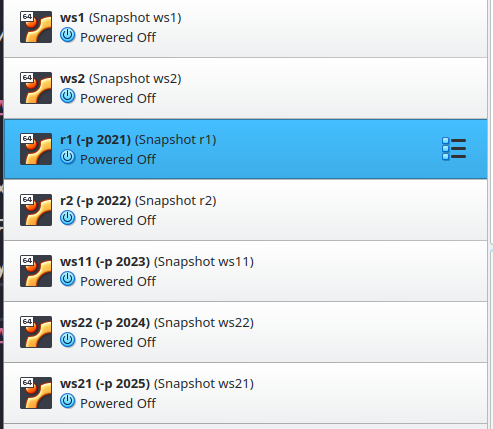 64
ws1 (Snapshot ws1)
Powered Off
64
ws2 (Snapshot ws2)
Powered Off
64
r1 (-p 2021) (Snapshot r1)
Powered Off
64
r2 (-p 2022) (Snapshot r2)
Powered Off
64
ws11 (-p 2023) (Snapshot ws11)
Powered Off
64
ws22 (-p 2024) (Snapshot ws22)
Powered Off
64
ws21 (-p 2025) (Snapshot ws21)
Powered Off